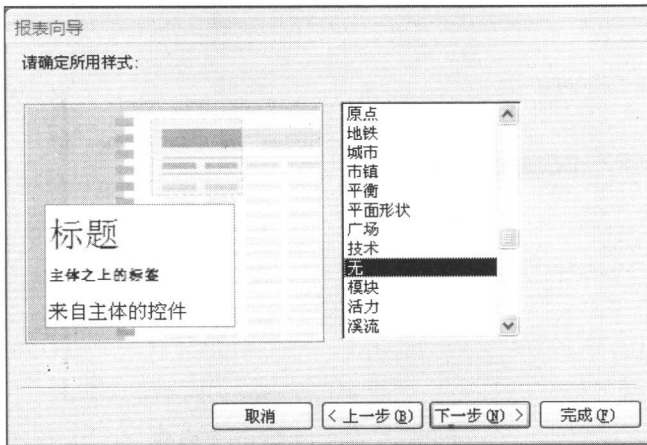 报表向导
请确定所用样式:
标题
主体之上的标签
来自主体的控件
原点
地铁
城市
市镇
平衡
平面形状
广场
技术
无
模块
活力
溪流
取消
< 上一步(B)
下一步(N) >
完成(F)